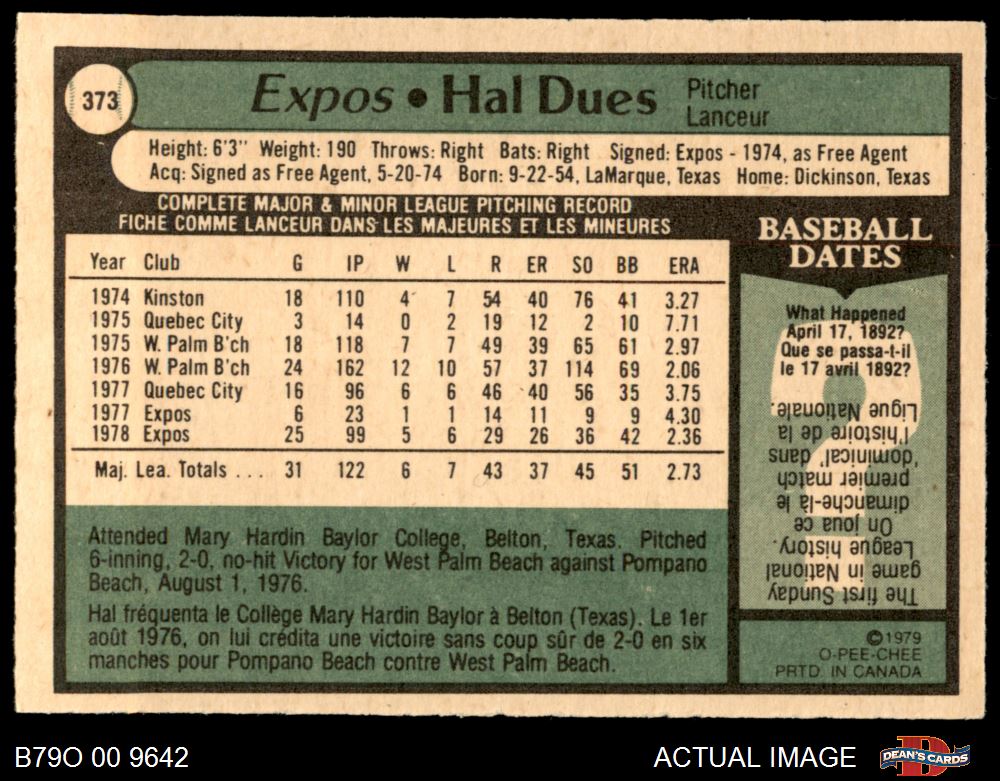 373
Expos • Hal Dues
Pitcher
Lanceur
Height: 6'3" Weight: 190 Throws: Right Bats: Right Signed: Expos - 1974, as Free Agent
Acq: Signed as Free Agent, 5-20-74 Born: 9-22-54, LaMarque, Texas Home: Dickinson, Texas
COMPLETE MAJOR & MINOR LEAGUE PITCHING RECORD
FICHE COMME LANCEUR DANS LES MAJEURES ET LES MINEURES
Year Club G IP W L R ER SO BB ERA
1974 Kinston 18 110 4 7 54 40 76 41 3.27
1975 Quebec City 3 14 0 2 19 12 2 10 7.71
1975 W. Palm B'ch 18 118 7 7 49 39 65 61 2.97
1976 W. Palm B'ch 24 162 12 10 57 37 114 69 2.06
1977 Quebec City 16 96 6 6 46 40 56 35 3.75
1977 Expos 6 23 1 1 14 11 9 9 4.30
1978 Expos 25 99 5 6 29 26 36 42 2.36
Maj. Lea. Totals ... 31 122 6 7 43 37 45 51 2.73
Attended Mary Hardin Baylor College, Belton, Texas. Pitched
6-inning, 2-0, no-hit Victory for West Palm Beach against Pompano
Beach, August 1, 1976.
Hal fréquenta le Collège Mary Hardin Baylor à Belton (Texas). Le 1er
août 1976, on lui crédita une victoire sans coup sûr de 2-0 en six
manches pour Pompano Beach contre West Palm Beach.
BASEBALL
DATES
What Happened
April 17, 1892?
Que se passa-t-il
le 17 avril 1892?
The first Sunday
game in National
League history.
On joua ce
dimanche-là le
premier match
'dominical' dans
l'histoire de la
Ligue Nationale.
©1979
O-PEE-CHEE
PRTD. IN CANADA
B79O 00 9642
ACTUAL IMAGE
DEAN'S CARDS